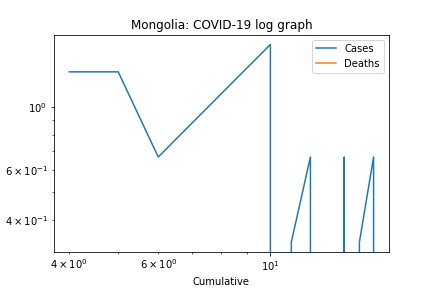 Mongolia: COVID-19 log graph
Cases
Deaths
10⁰
6 × 10⁻¹
4 × 10⁻¹
4 × 10⁰
6 × 10⁰
10¹
Cumulative